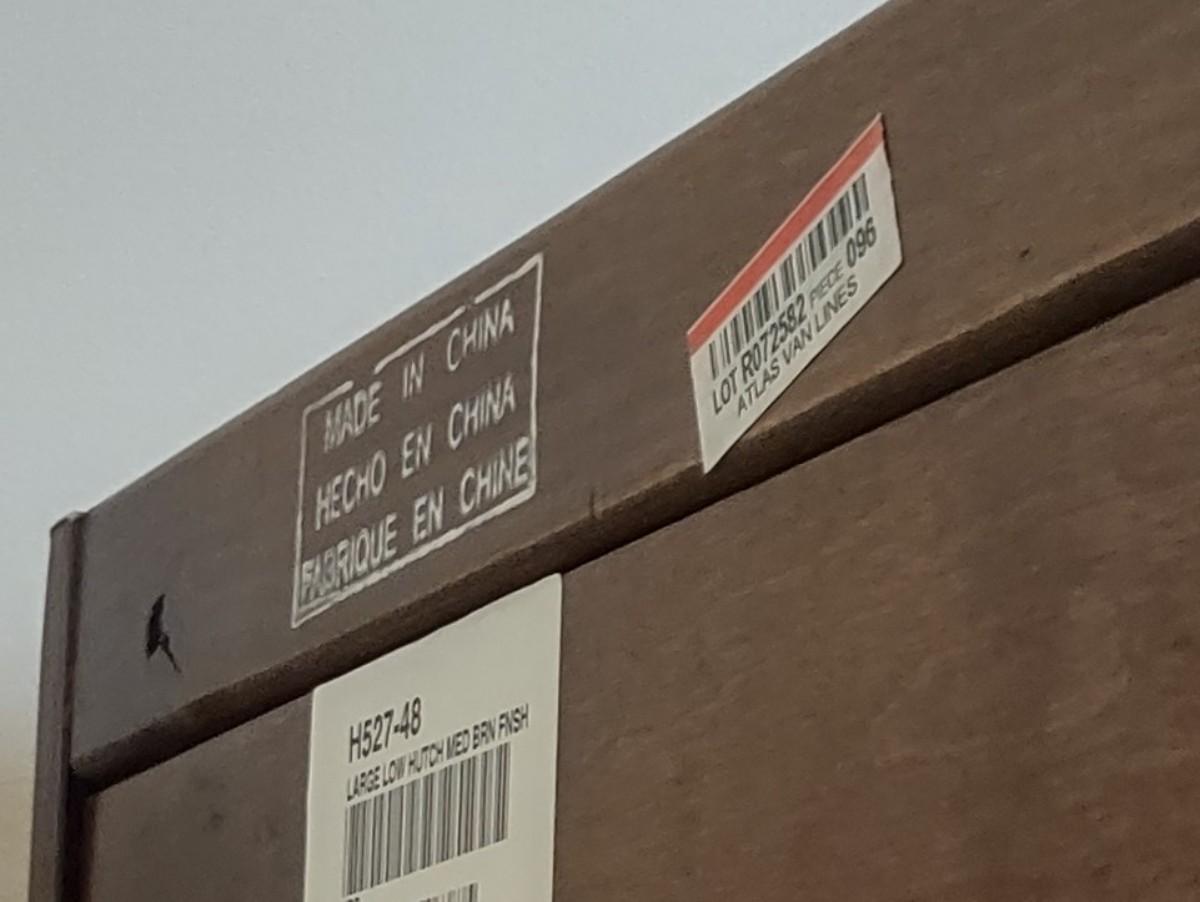 MADE IN CHINA
HECHO EN CHINA
FABRIQUE EN CHINE
LOT R072582 PIECE 096
ATLAS VAN LINES
H527-48
LARGE LOW HUTCH MED BRN FNSH